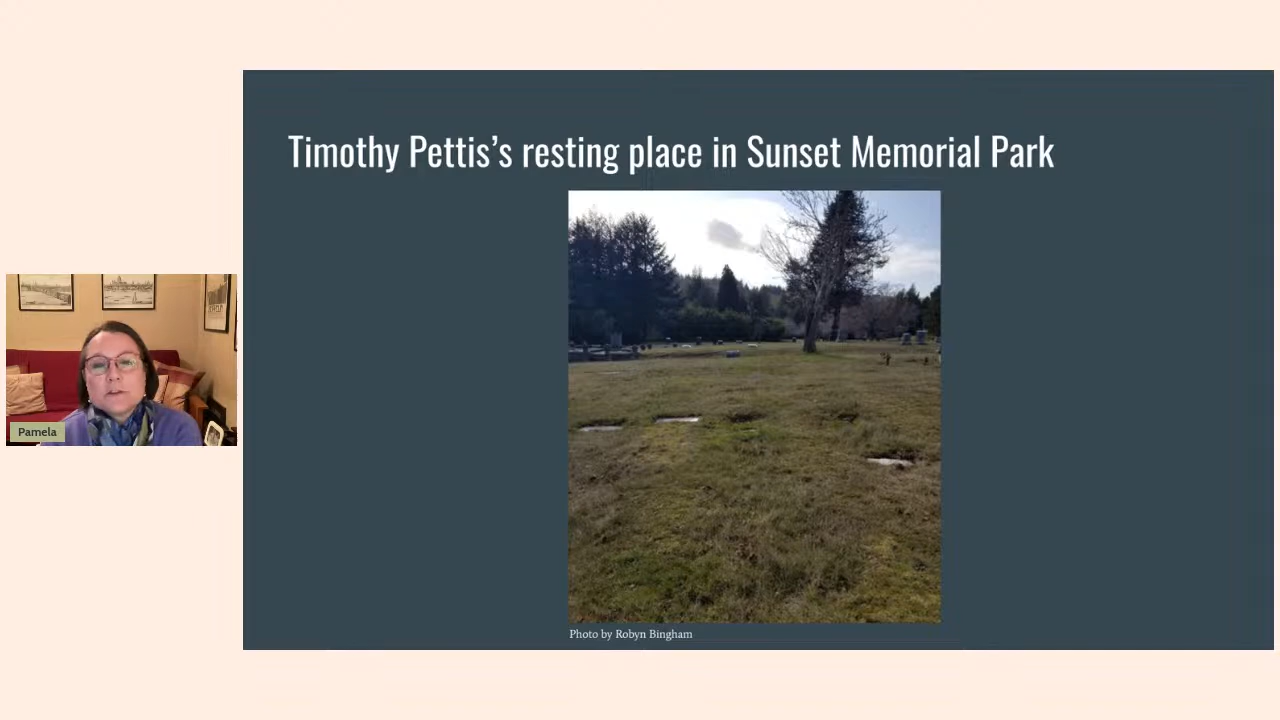 Timothy Pettis’s resting place in Sunset Memorial Park
Pamela
Photo by Robyn Bingham